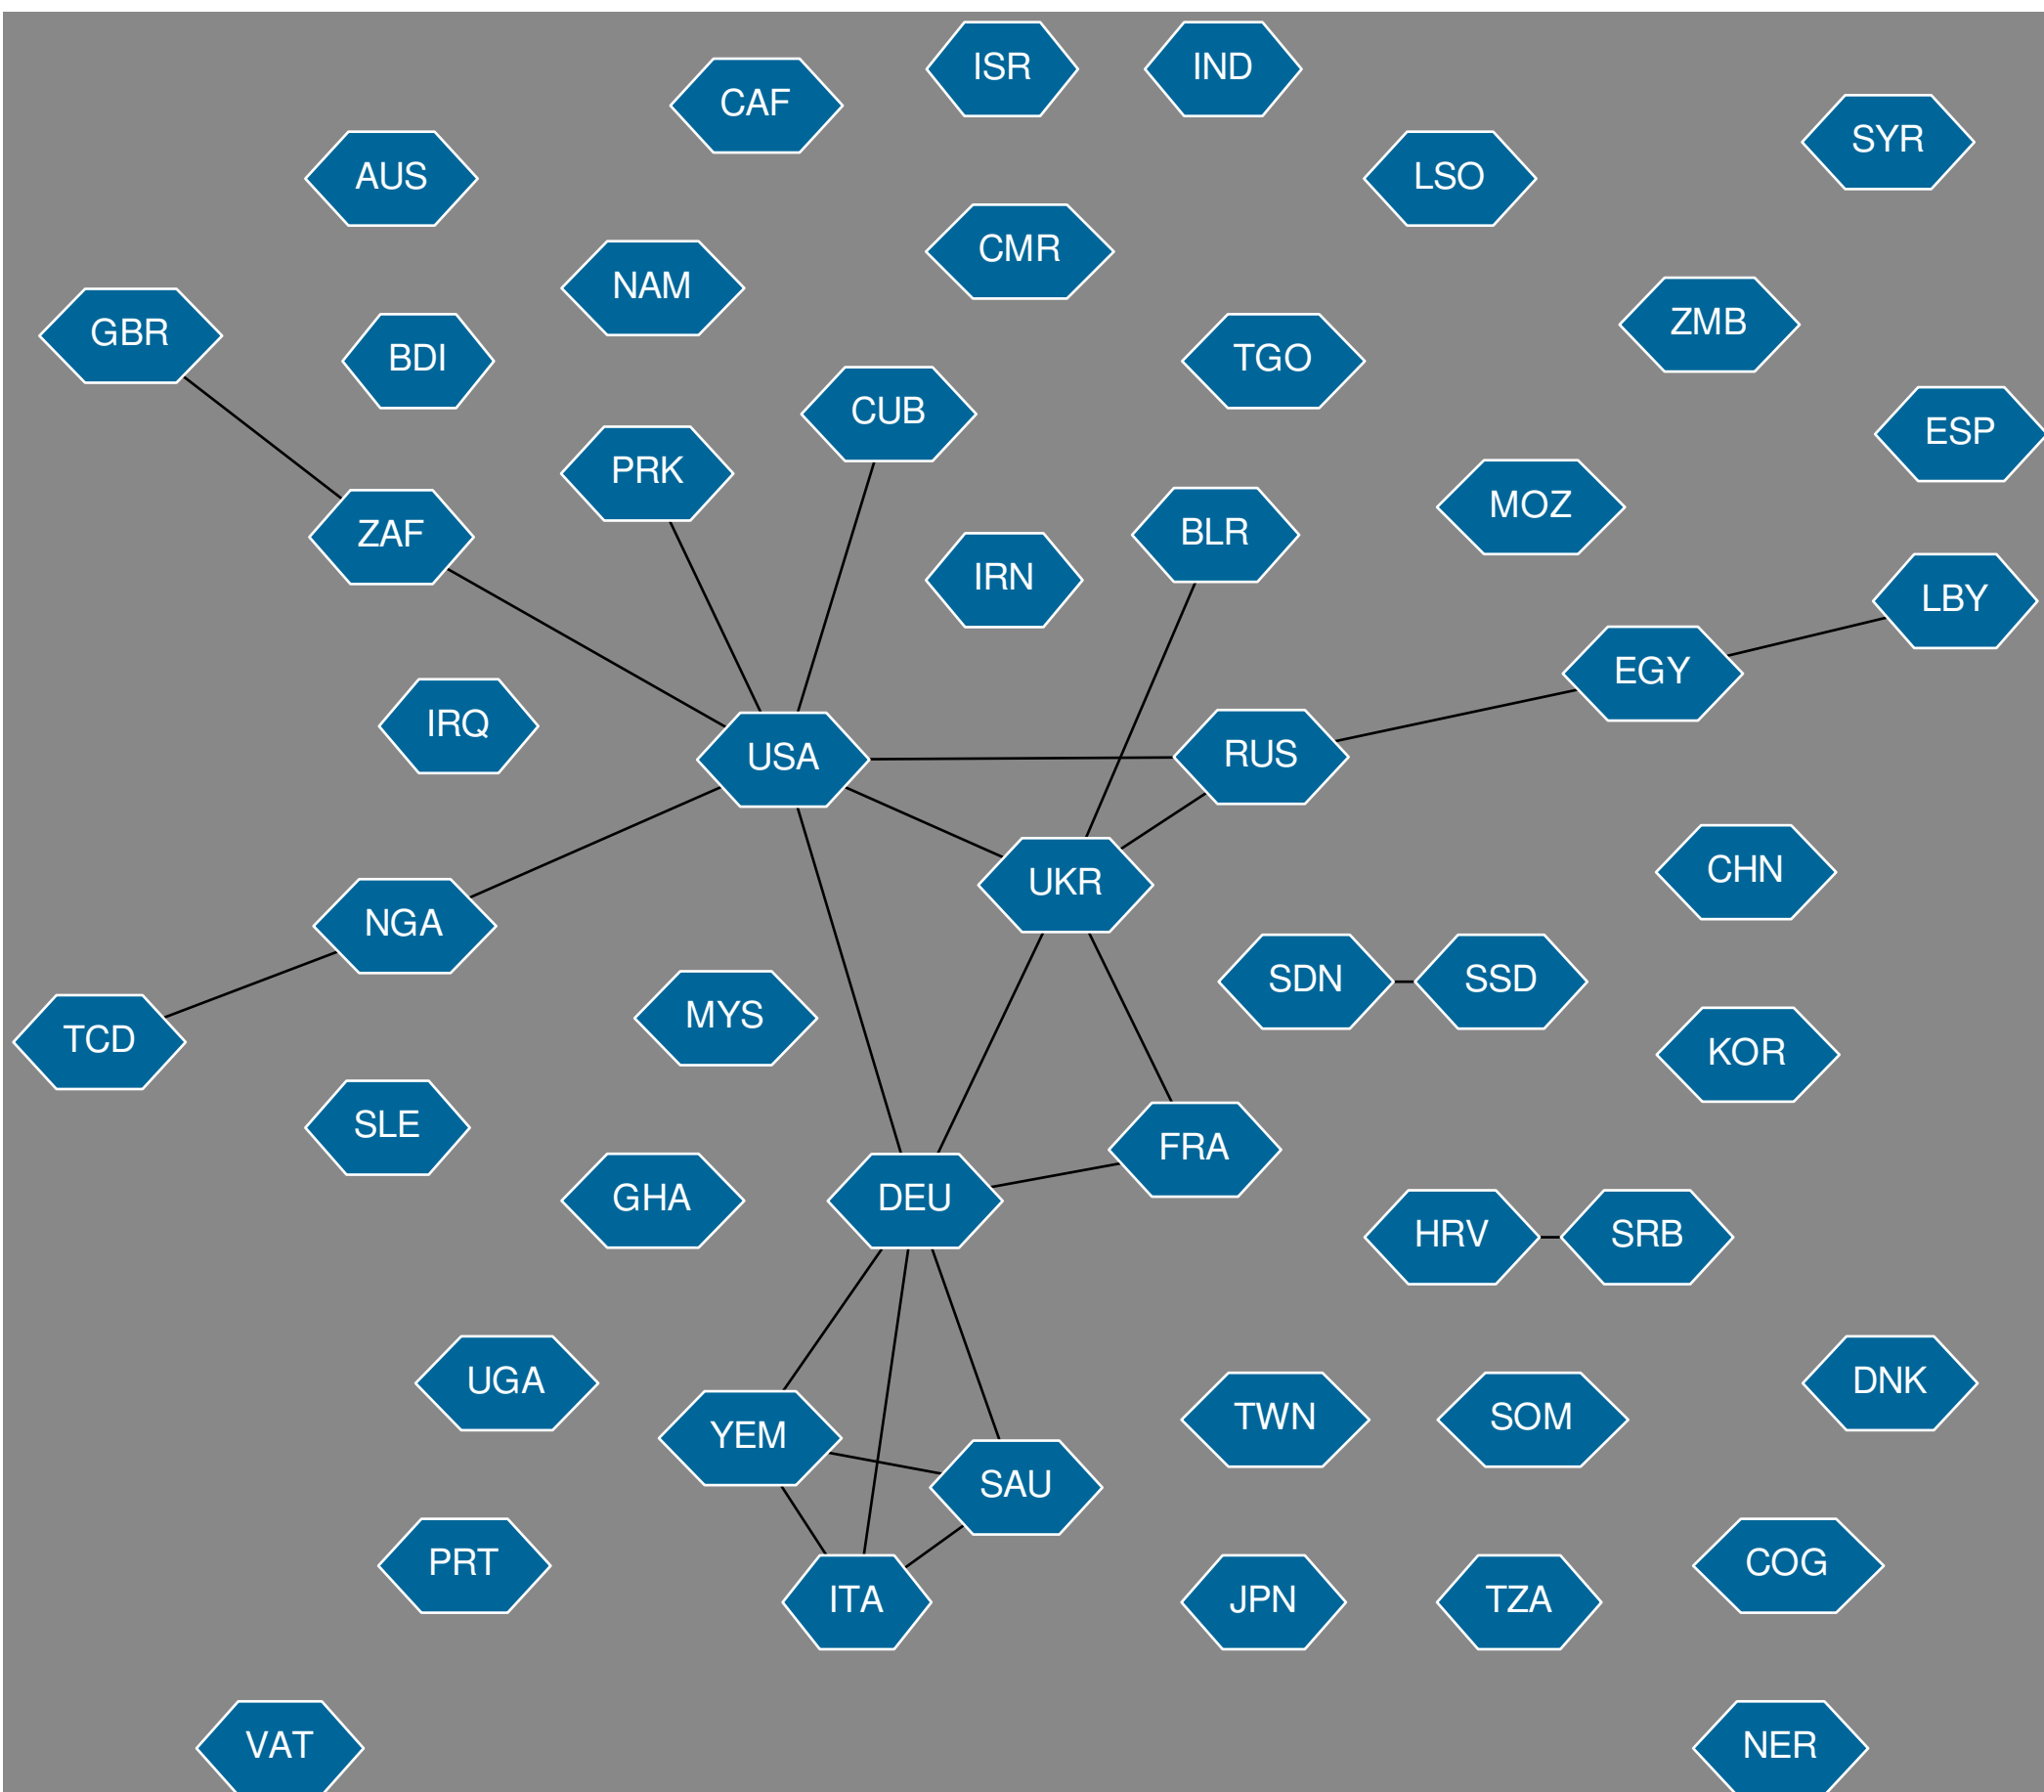 ISR
IND
CAF
SYR
AUS
LSO
CMR
NAM
ZMB
GBR
BDI
TGO
CUB
ESP
PRK
MOZ
BLR
ZAF
IRN
LBY
EGY
IRQ
USA
RUS
CHN
UKR
NGA
SDN
SSD
MYS
TCD
KOR
SLE
FRA
GHA
DEU
HRV
SRB
UGA
DNK
TWN
SOM
YEM
SAU
PRT
COG
ITA
JPN
TZA
VAT
NER